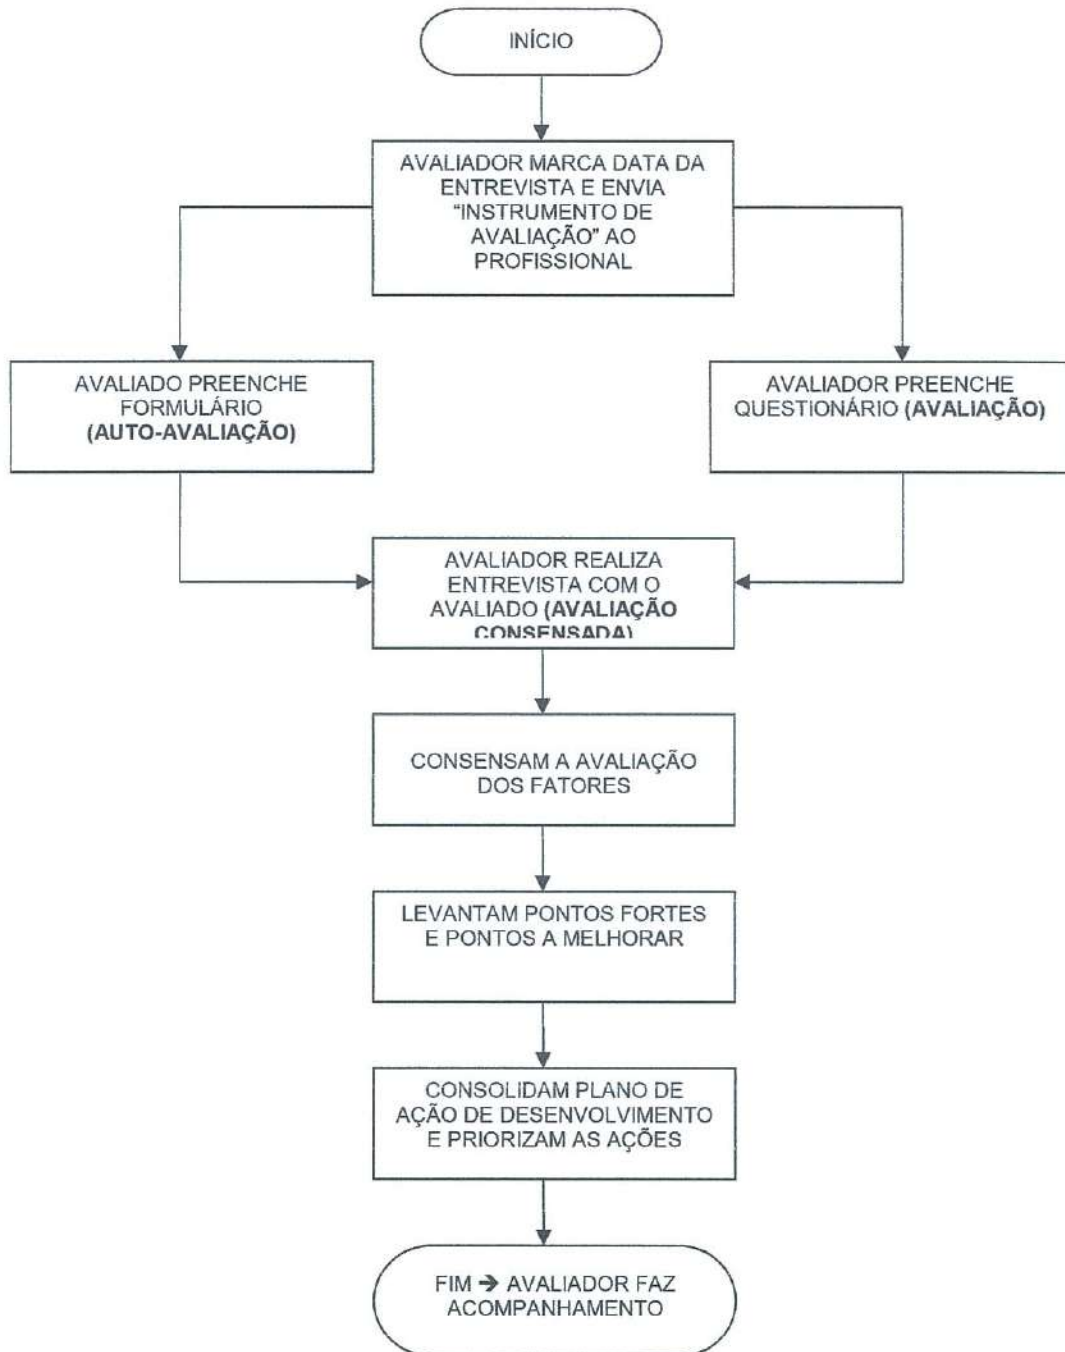 INÍCIO
AVALIADOR MARCA DATA DA
ENTREVISTA E ENVIA
“INSTRUMENTO DE
AVALIAÇÃO” AO
PROFISSIONAL
AVALIADO PREENCHE
FORMULÁRIO
(AUTO-AVALIAÇÃO)
AVALIADOR PREENCHE
QUESTIONÁRIO (AVALIAÇÃO)
AVALIADOR REALIZA
ENTREVISTA COM O
AVALIADO (AVALIAÇÃO
CONSENSADA)
CONSENSAM A AVALIAÇÃO
DOS FATORES
LEVANTAM PONTOS FORTES
E PONTOS A MELHORAR
CONSOLIDAM PLANO DE
AÇÃO DE DESENVOLVIMENTO
E PRIORIZAM AS AÇÕES
FIM → AVALIADOR FAZ
ACOMPANHAMENTO